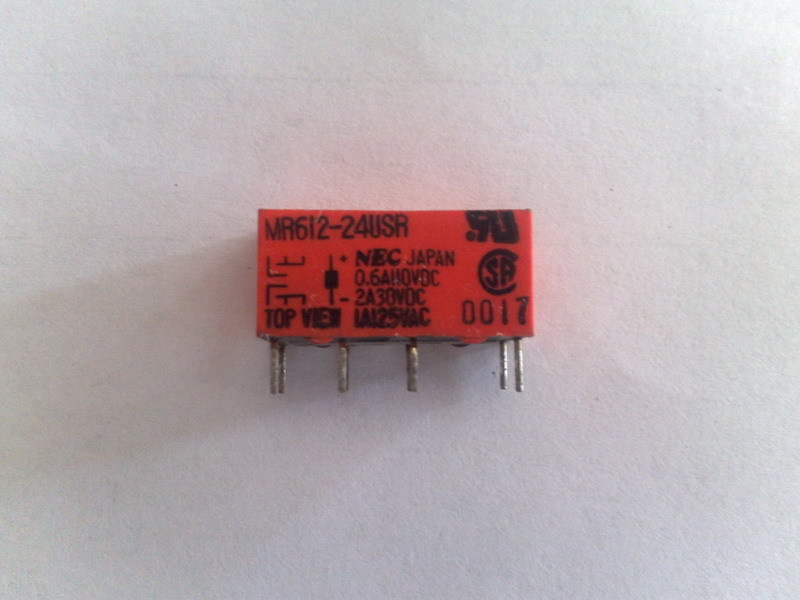 MR612-24USR
+ NEC JAPAN
0.6A110VDC
- 2A30VDC
TOP VIEW 1A125VAC 0017